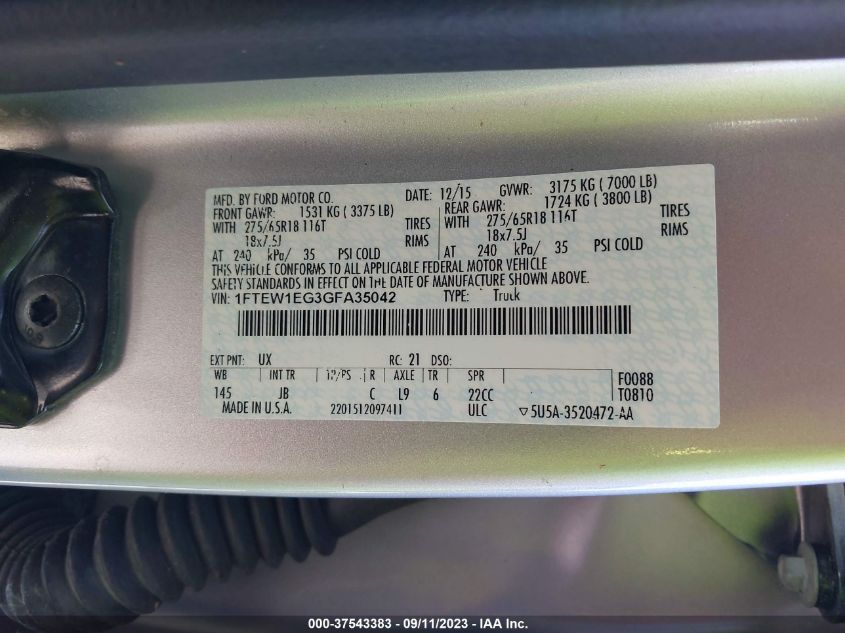 MFD. BY FORD MOTOR CO. DATE: 12/15 GVWR: 3175 KG ( 7000 LB)
FRONT GAWR: 1531 KG ( 3375 LB) REAR GAWR: 1724 KG ( 3800 LB)
WITH 275/65R18 116T TIRES WITH 275/65R18 116T TIRES
18x7.5J RIMS 18x7.5J RIMS
AT 240 kPa/ 35 PSI COLD AT 240 kPa/ 35 PSI COLD
THIS VEHICLE CONFORMS TO ALL APPLICABLE FEDERAL MOTOR VEHICLE
SAFETY STANDARDS IN EFFECT ON THE DATE OF MANUFACTURE SHOWN ABOVE.
VIN: 1FTEW1EG3GFA35042 TYPE: Truck
EXT PNT: UX RC: 21 DSO:
WB INT TR TP/PS R AXLE TR SPR F0088
145 JB C L9 6 22CC T0810
MADE IN U.S.A. 2201512097411 ULC ▽5U5A-3520472-AA
10.9
000-37543383 - 09/11/2023 - © IAA, Inc.